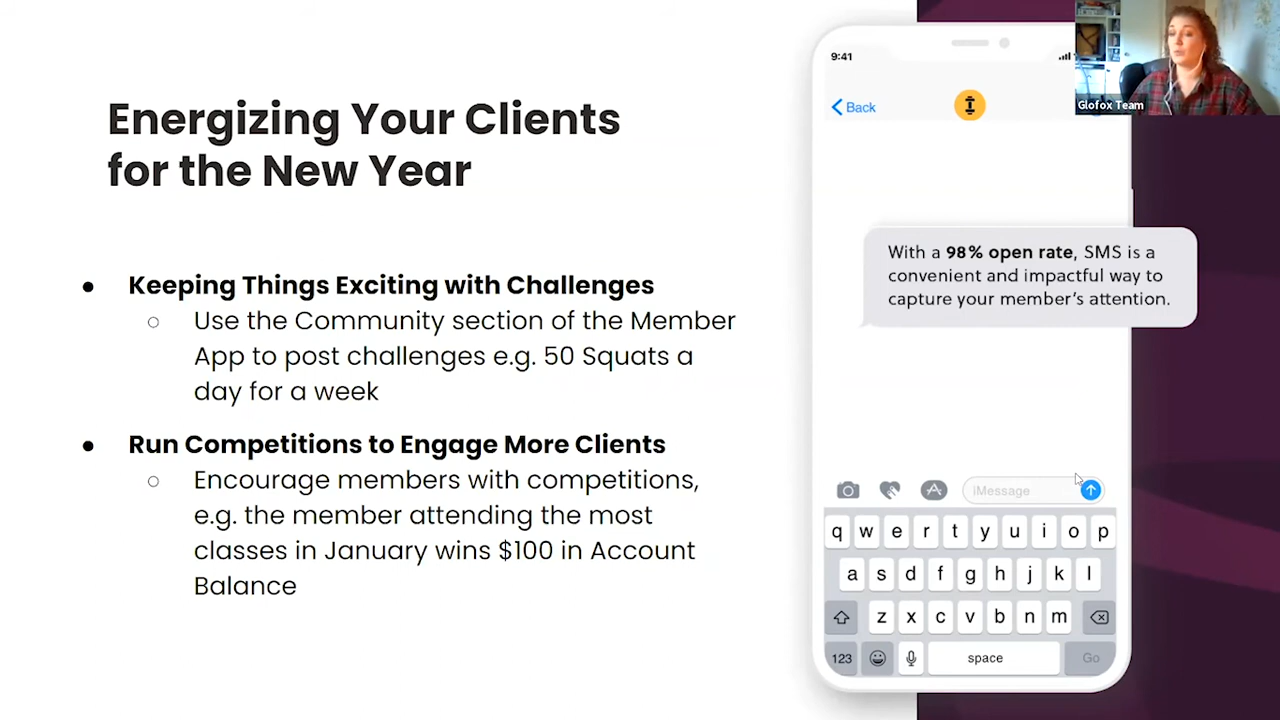 Energizing Your Clients
for the New Year
● Keeping Things Exciting with Challenges
○ Use the Community section of the Member
App to post challenges e.g. 50 Squats a
day for a week
● Run Competitions to Engage More Clients
○ Encourage members with competitions,
e.g. the member attending the most
classes in January wins $100 in Account
Balance
9:41
Back
Glofox Team
With a 98% open rate, SMS is a
convenient and impactful way to
capture your member's attention.
iMessage
q w e r t y u i o p
a s d f g h j k l
z x c v b n m
123 space Go